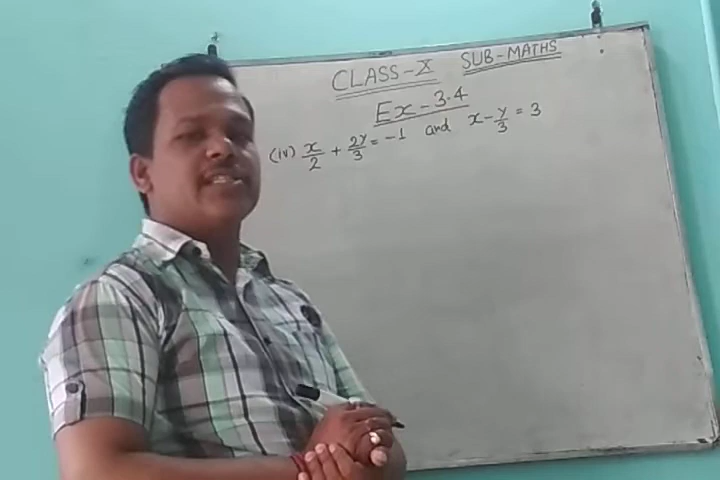 CLASS-X SUB-MATHS
Ex-3.4
(iv) x/2 + 2y/3 = -1 and x - y/3 = 3